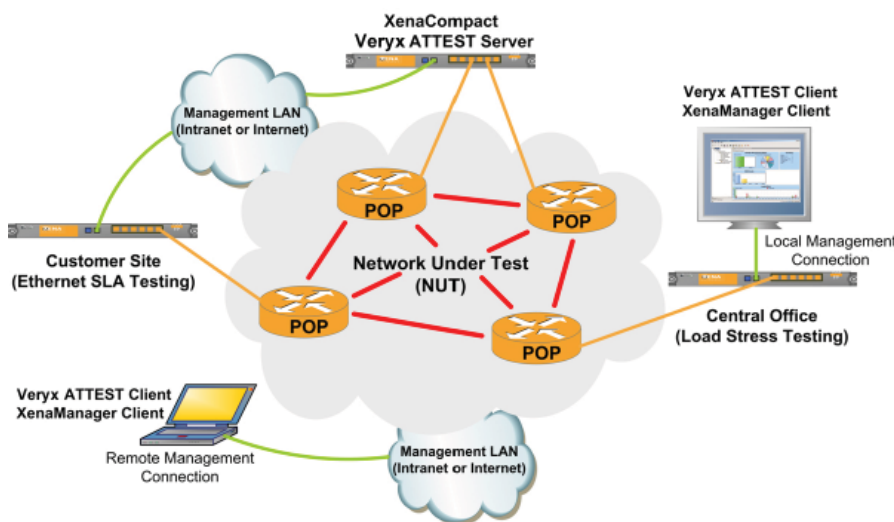 XenaCompact
Veryx ATTEST Server
Management LAN
(Intranet or Internet)
Veryx ATTEST Client
XenaManager Client
POP
POP
Network Under Test
(NUT)
Local Management
Connection
Customer Site
(Ethernet SLA Testing)
POP
POP
Central Office
(Load Stress Testing)
Veryx ATTEST Client
XenaManager Client
Remote Management
Connection
Management LAN
(Intranet or Internet)